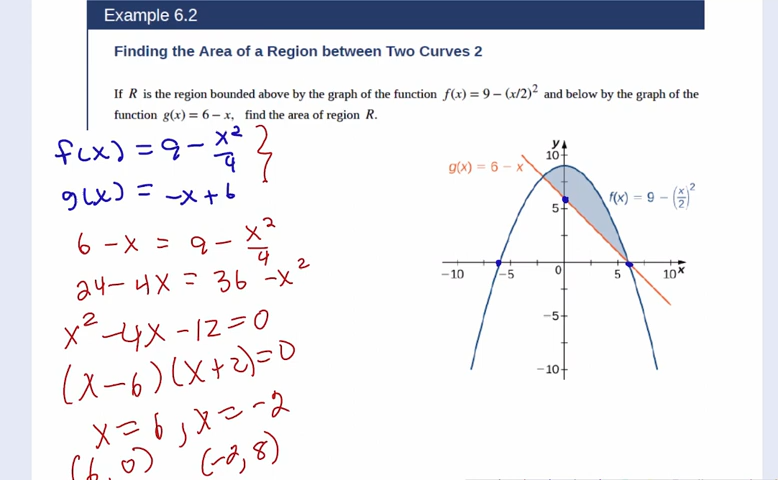 Example 6.2
Finding the Area of a Region between Two Curves 2
If R is the region bounded above by the graph of the function f(x) = 9 – (x/2)² and below by the graph of the
function g(x) = 6 – x, find the area of region R.
f(x) = 9 - x²/4 }
g(x) = -x + 6
6 - x = 9 - x²/4
24 - 4x = 36 - x²
x² - 4x - 12 = 0
(x - 6)(x + 2) = 0
x = 6, x = -2
(6, 0) (-2, 8)
y
10
g(x) = 6 – x
f(x) = 9 – (x/2)²
5
–10 –5 0 5 10 x
–5
–10